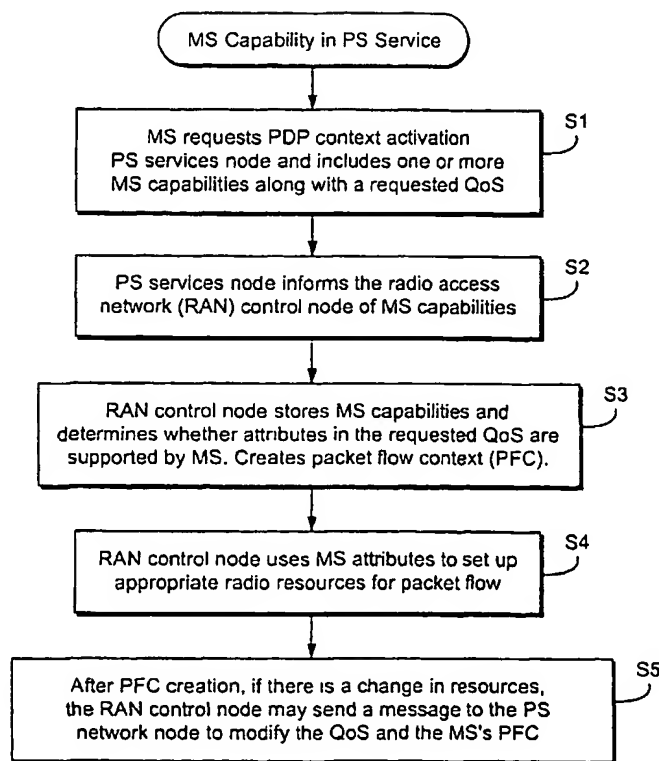 MS Capability in PS Service
S1
MS requests PDP context activation
PS services node and includes one or more
MS capabilities along with a requested QoS
S2
PS services node informs the radio access
network (RAN) control node of MS capabilities
S3
RAN control node stores MS capabilities and
determines whether attributes in the requested QoS are
supported by MS. Creates packet flow context (PFC).
S4
RAN control node uses MS attributes to set up
appropriate radio resources for packet flow
S5
After PFC creation, if there is a change in resources,
the RAN control node may send a message to the PS
network node to modify the QoS and the MS's PFC